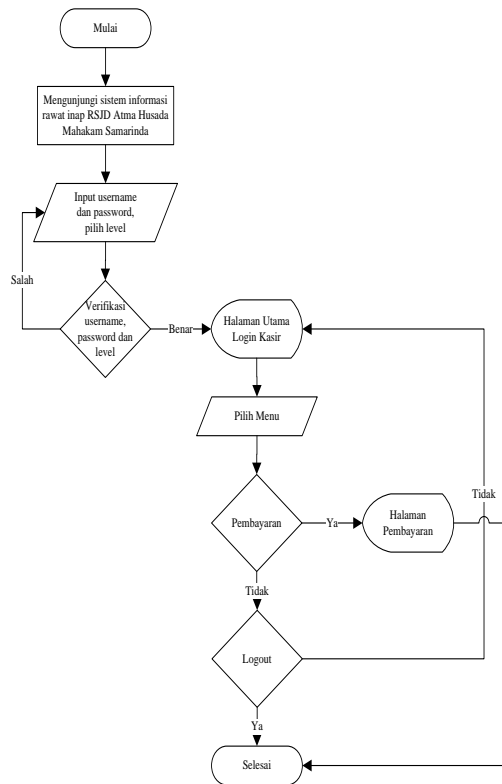 Mulai
Mengunjungi sistem informasi
rawat inap RSJD Atma Husada
Mahakam Samarinda
Input username
dan password,
pilih level
Salah
Verifikasi
username,
password dan
level
Benar
Halaman Utama
Login Kasir
Pilih Menu
Pembayaran
Ya
Halaman
Pembayaran
Tidak
Tidak
Logout
Ya
Selesai